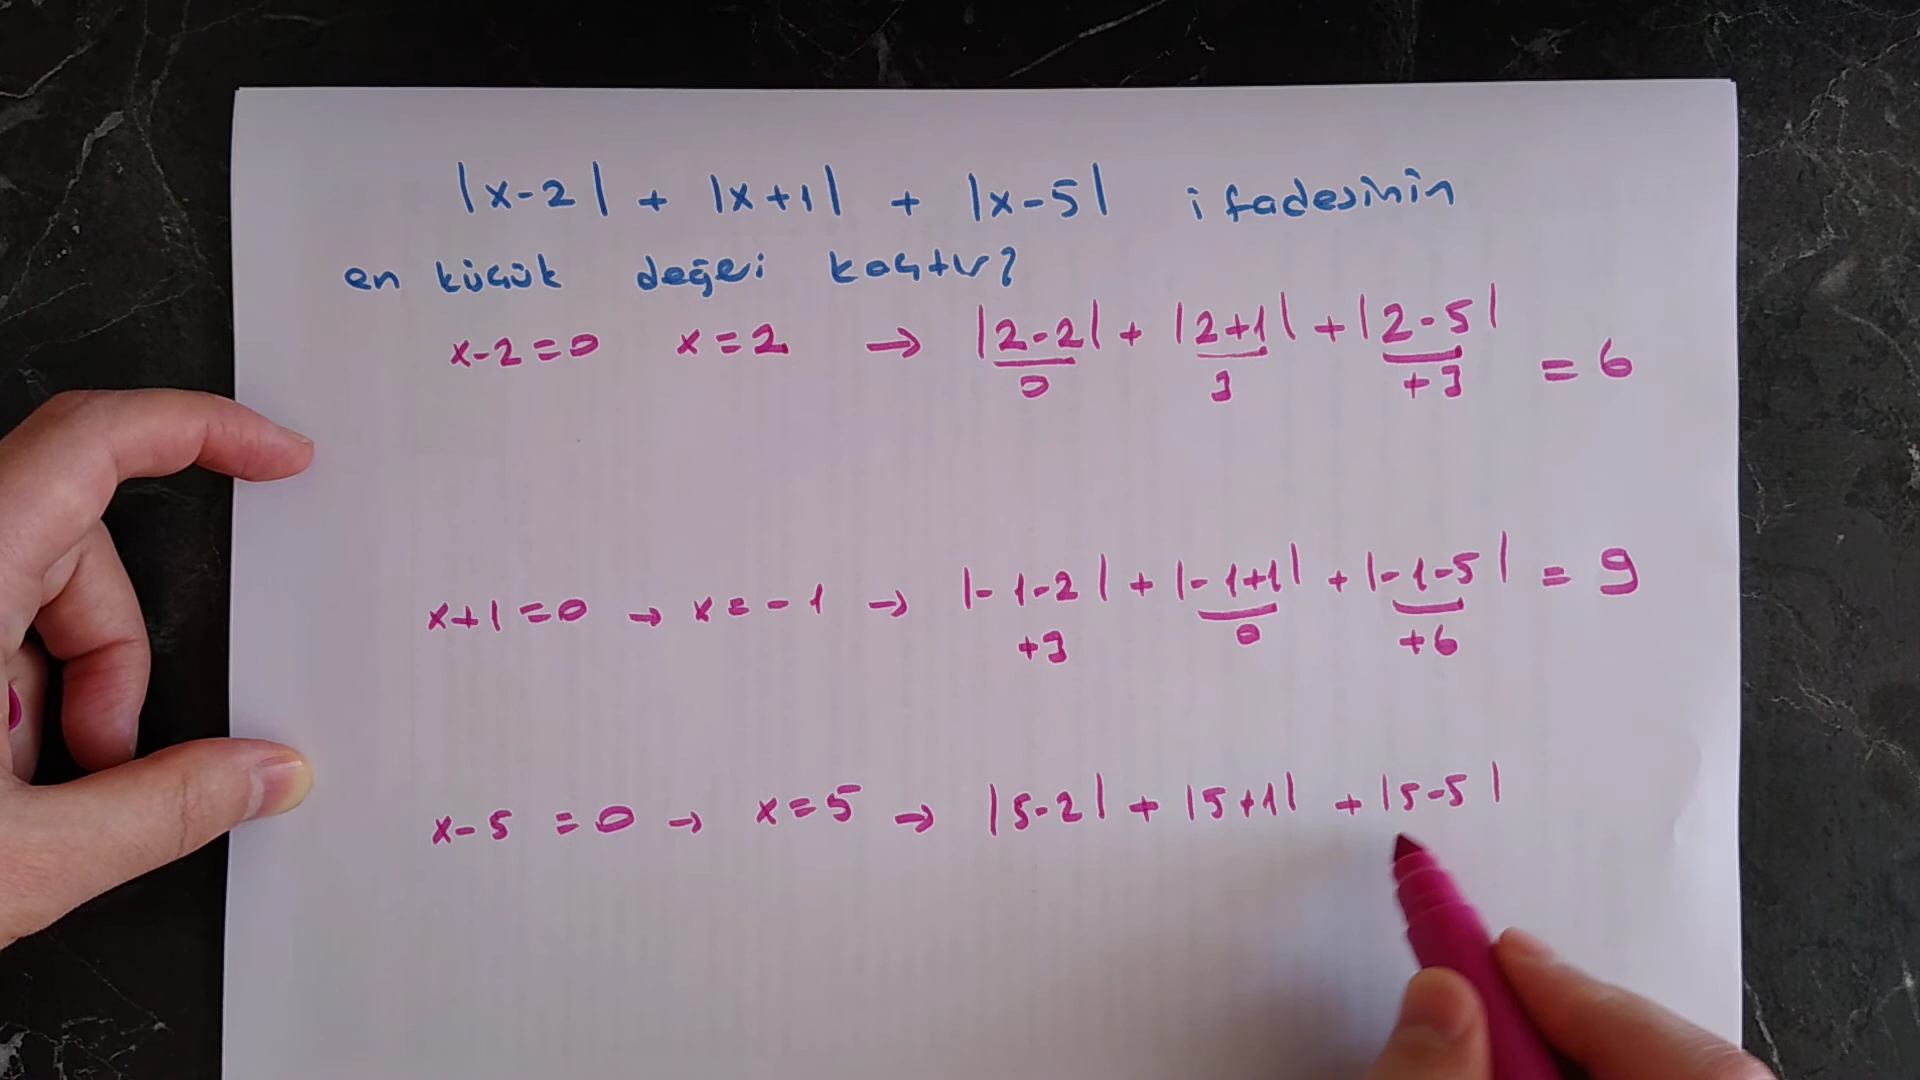 |x-2| + |x+1| + |x-5| ifadesinin
en küçük değeri kaçtır?
x-2=0 x=2 → |2-2| + |2+1| + |2-5| = 6
0 3 +3
x+1=0 → x=-1 → |-1-2| + |-1+1| + |-1-5| = 9
+3 0 +6
x-5=0 → x=5 → |5-2| + |5+1| + |5-5|